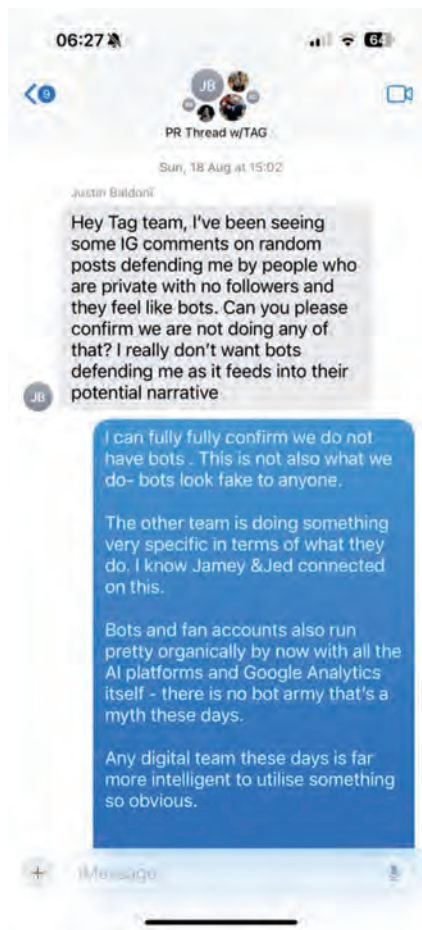 06:27
64
9
JB
PR Thread w/TAG
Sun, 18 Aug at 15:02
Justin Baldoni
Hey Tag team, I've been seeing
some IG comments on random
posts defending me by people who
are private with no followers and
they feel like bots. Can you please
confirm we are not doing any of
that? I really don't want bots
defending me as it feeds into their
potential narrative
JB
I can fully fully confirm we do not
have bots . This is not also what we
do- bots look fake to anyone.
The other team is doing something
very specific in terms of what they
do. I know Jamey &Jed connected
on this.
Bots and fan accounts also run
pretty organically by now with all the
AI platforms and Google Analytics
itself - there is no bot army that's a
myth these days.
Any digital team these days is far
more intelligent to utilise something
so obvious.
iMessage